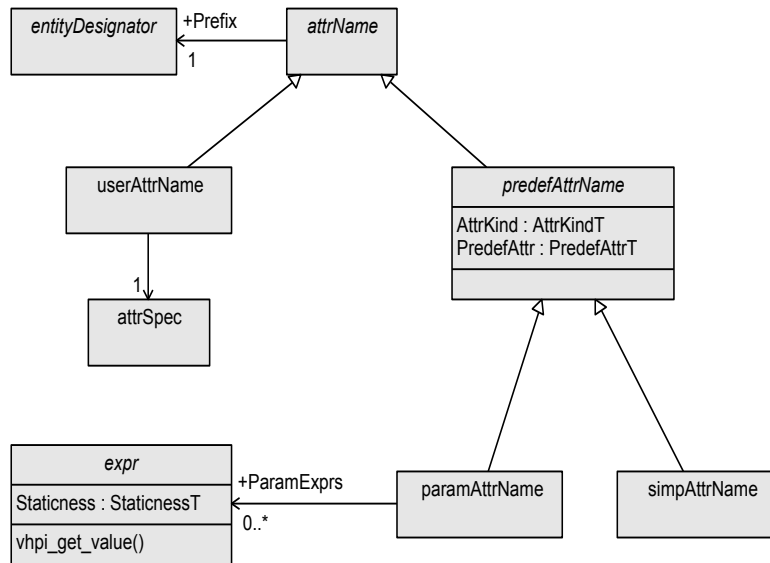 entityDesignator
+Prefix
1
attrName
userAttrName
predefAttrName
AttrKind : AttrKindT
PredefAttr : PredefAttrT
1
attrSpec
expr
Staticness : StaticnessT
vhpi_get_value()
+ParamExprs
0..*
paramAttrName
simpAttrName